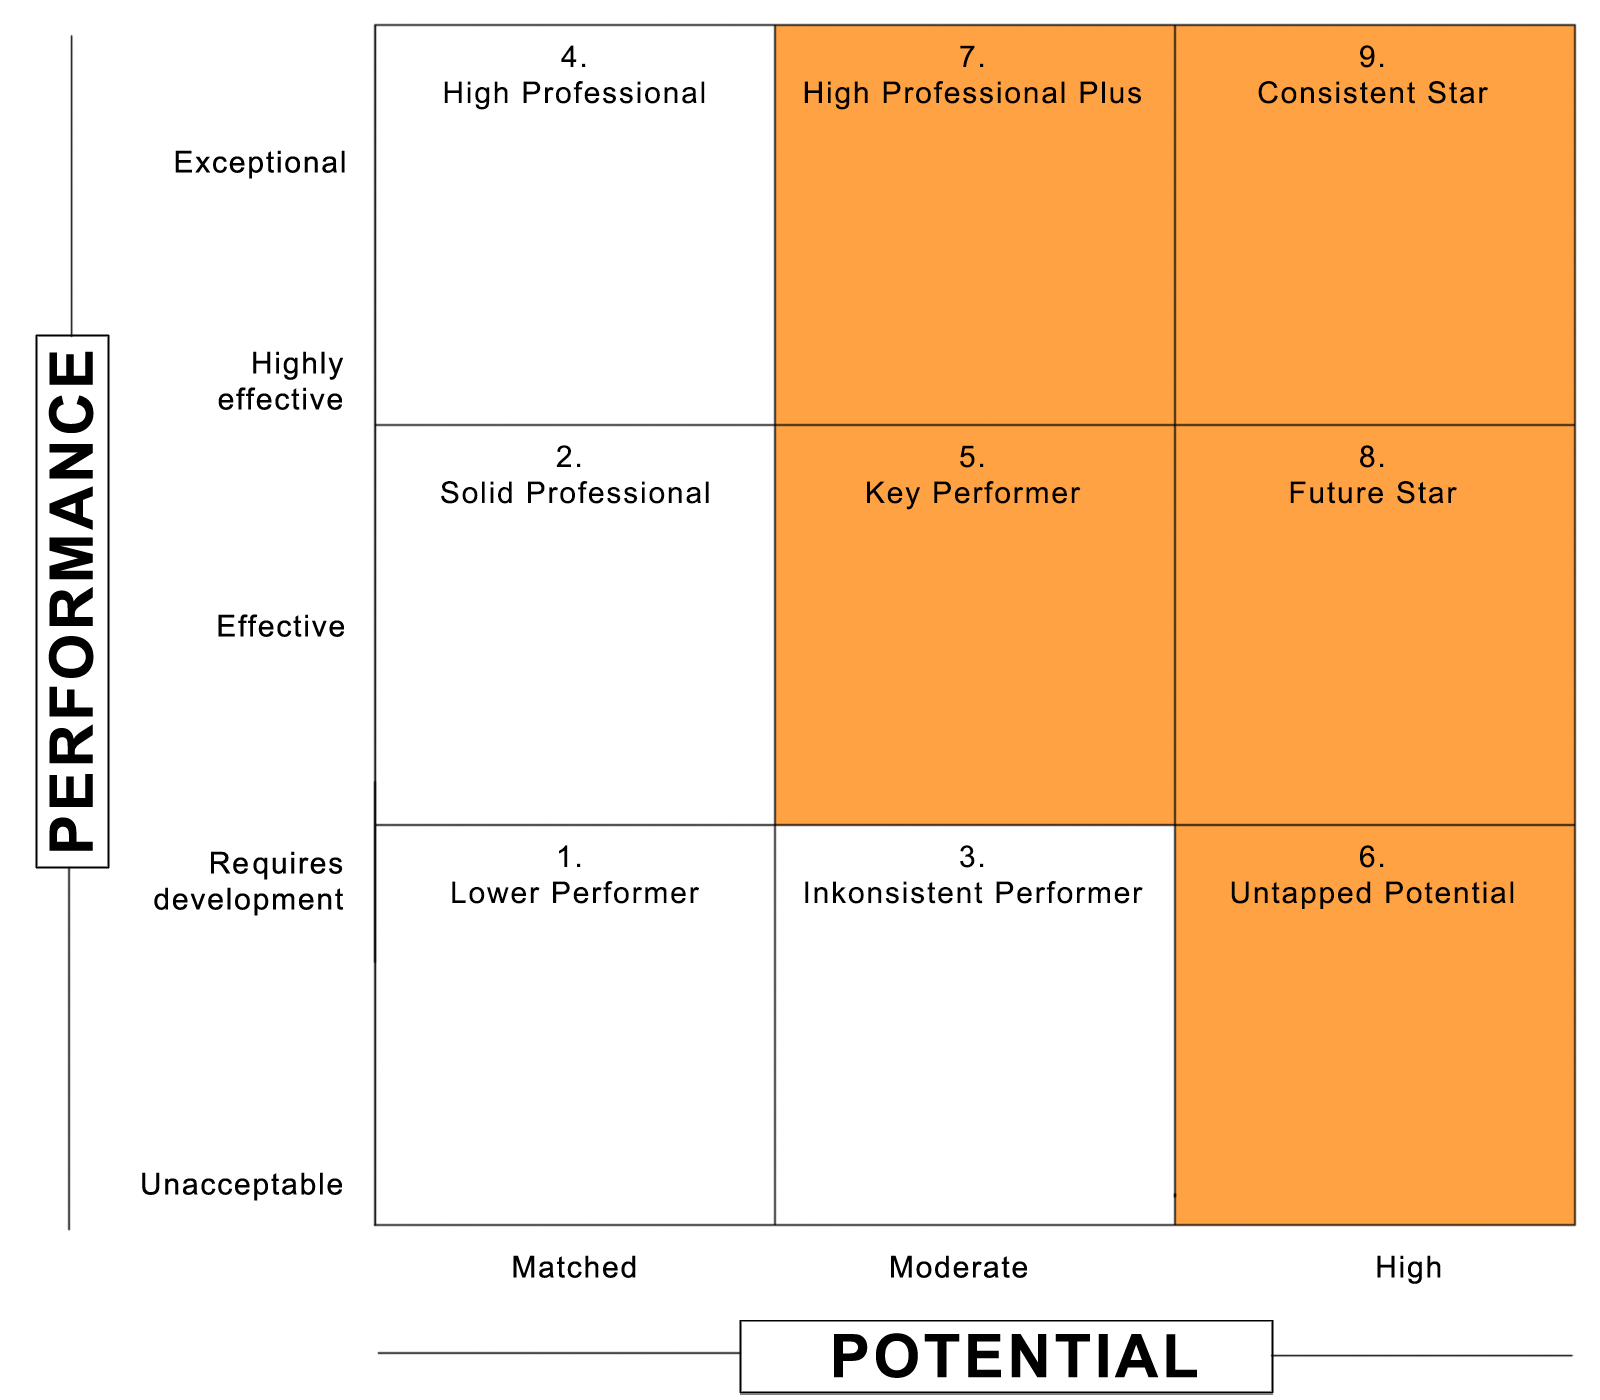 4.
High Professional
7.
High Professional Plus
9.
Consistent Star
Exceptional
Highly
effective
2.
Solid Professional
5.
Key Performer
8.
Future Star
Effective
PERFORMANCE
Requires
development
1.
Lower Performer
3.
Inkonsistent Performer
6.
Untapped Potential
Unacceptable
Matched
Moderate
High
POTENTIAL